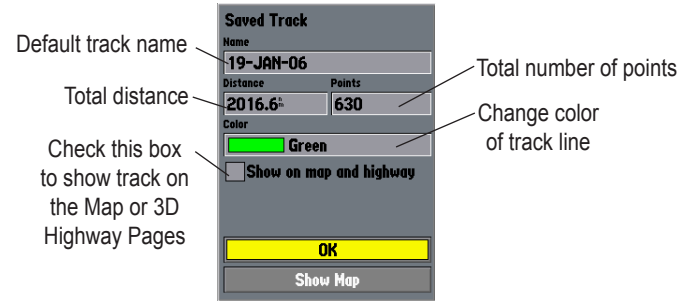 Saved Track
Name
19-JAN-06
Distance Points
2016.6nm 630
Color
Green
Show on map and highway
OK
Show Map
Default track name
Total distance
Check this box
to show track on
the Map or 3D
Highway Pages
Total number of points
Change color
of track line